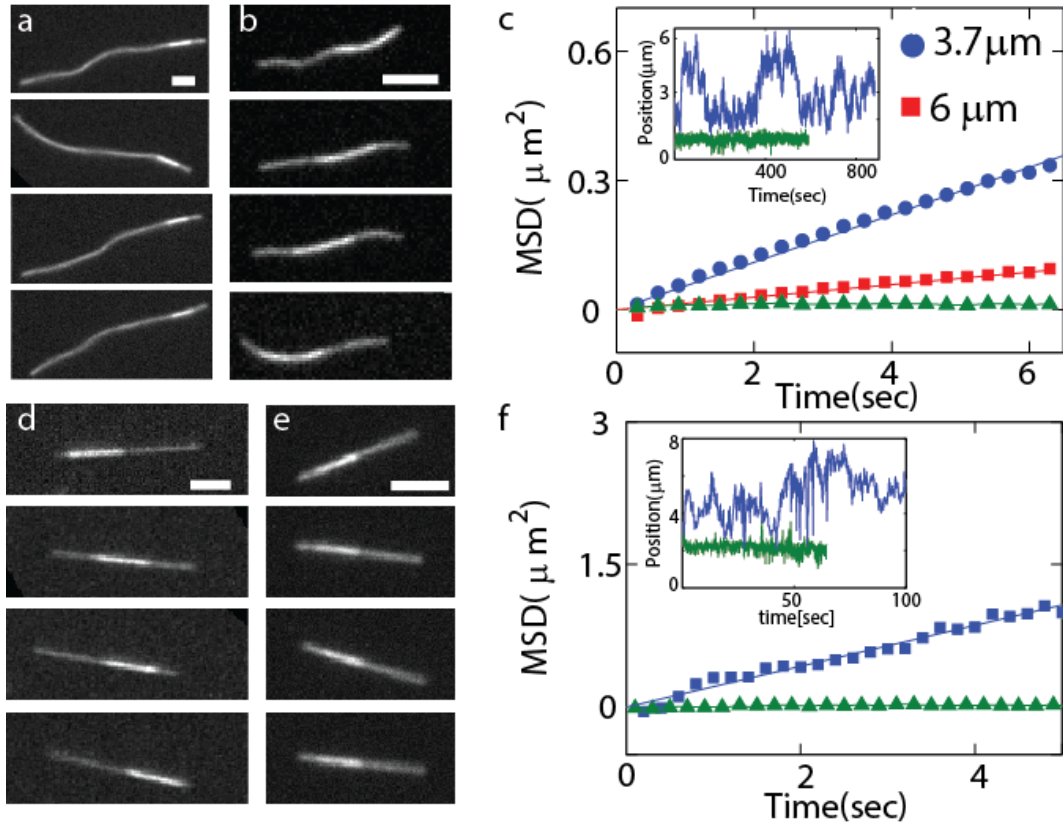 a
b
c
MSD( μ m²)
0.6
0.3
0
0
2
4
6
Time(sec)
3.7μm
6 μm
Position(μm)
6
3
0
400
800
Time(sec)
d
e
f
MSD( μ m²)
3
1.5
0
0
2
4
Time(sec)
Position(μm)
8
4
0
50
100
time[sec]